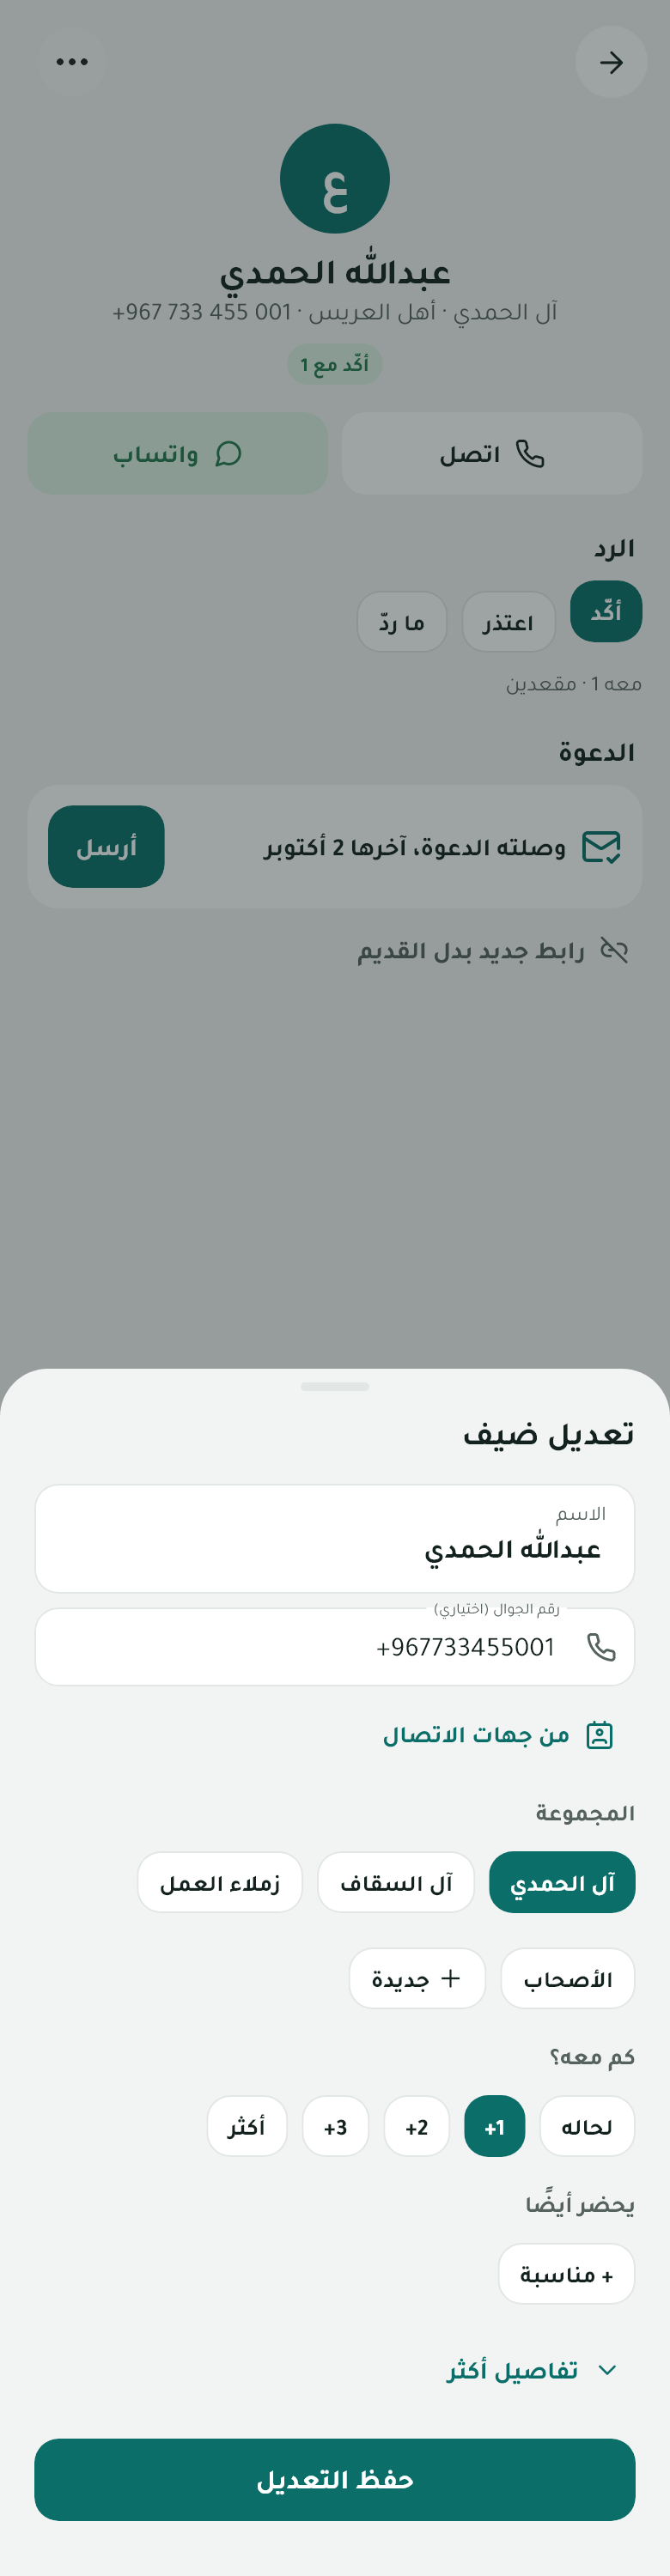 ع
عبدالله الحمدي
آل الحمدي · أهل العريس · 001 455 733 967+
أكّد مع 1
اتصل
واتساب
الرد
أكّد
اعتذر
ما ردّ
معه 1 · مقعدين
الدعوة
وصلته الدعوة، آخرها 2 أكتوبر
أرسل
رابط جديد بدل القديم
تعديل ضيف
الاسم
عبدالله الحمدي
رقم الجوال (اختياري)
+967733455001
من جهات الاتصال
المجموعة
آل الحمدي
آل السقاف
زملاء العمل
الأصحاب
+ جديدة
كم معه؟
لحاله
+1
+2
+3
أكثر
يحضر أيضًا
+ مناسبة
تفاصيل أكثر
حفظ التعديل